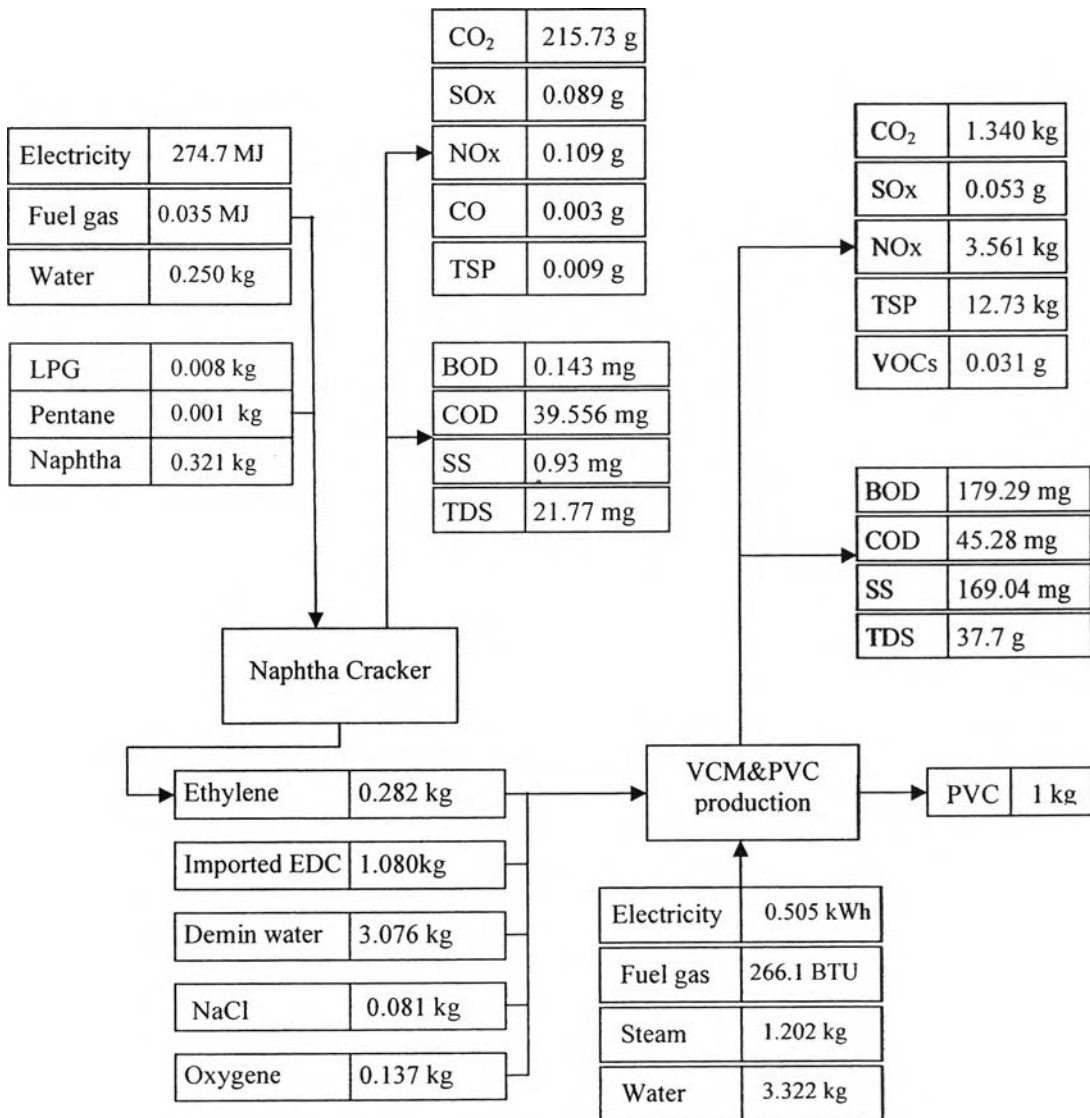 CO₂ 215.73 g
SOx 0.089 g
NOx 0.109 g
CO 0.003 g
TSP 0.009 g
Electricity 274.7 MJ
Fuel gas 0.035 MJ
Water 0.250 kg
LPG 0.008 kg
Pentane 0.001 kg
Naphtha 0.321 kg
BOD 0.143 mg
COD 39.556 mg
SS 0.93 mg
TDS 21.77 mg
CO₂ 1.340 kg
SOx 0.053 g
NOx 3.561 kg
TSP 12.73 kg
VOCs 0.031 g
BOD 179.29 mg
COD 45.28 mg
SS 169.04 mg
TDS 37.7 g
Naphtha Cracker
Ethylene 0.282 kg
Imported EDC 1.080kg
Demin water 3.076 kg
NaCl 0.081 kg
Oxygene 0.137 kg
VCM&PVC
production
PVC 1 kg
Electricity 0.505 kWh
Fuel gas 266.1 BTU
Steam 1.202 kg
Water 3.322 kg